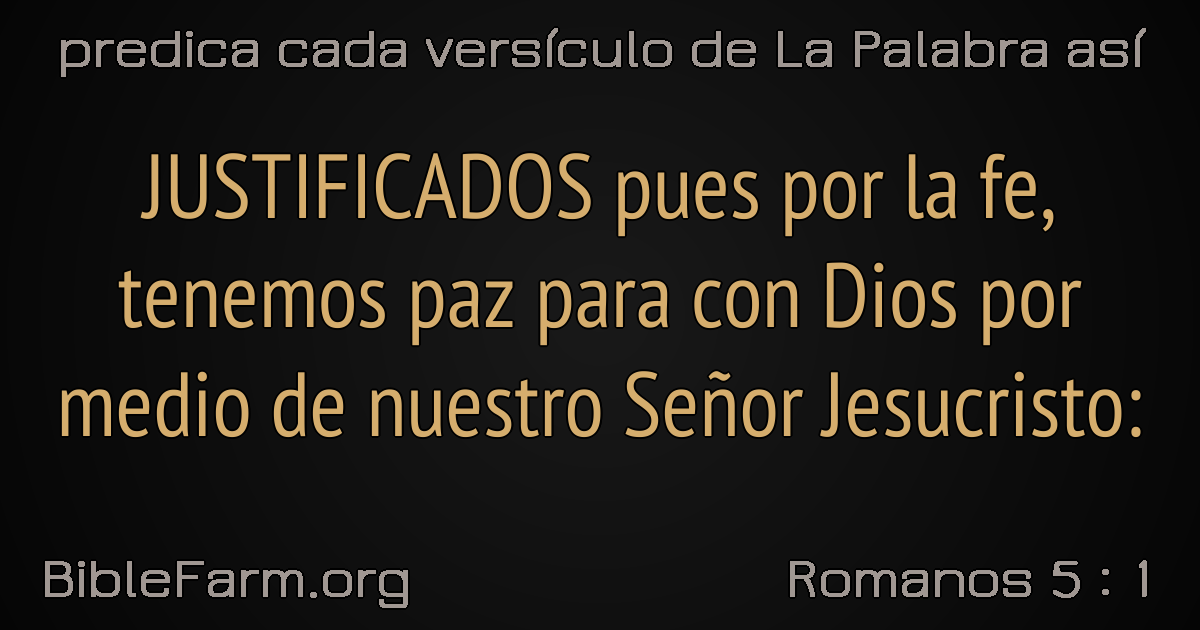 predica cada versículo de La Palabra así
JUSTIFICADOS pues por la fe,
tenemos paz para con Dios por
medio de nuestro Señor Jesucristo:
BibleFarm.org
Romanos 5 : 1